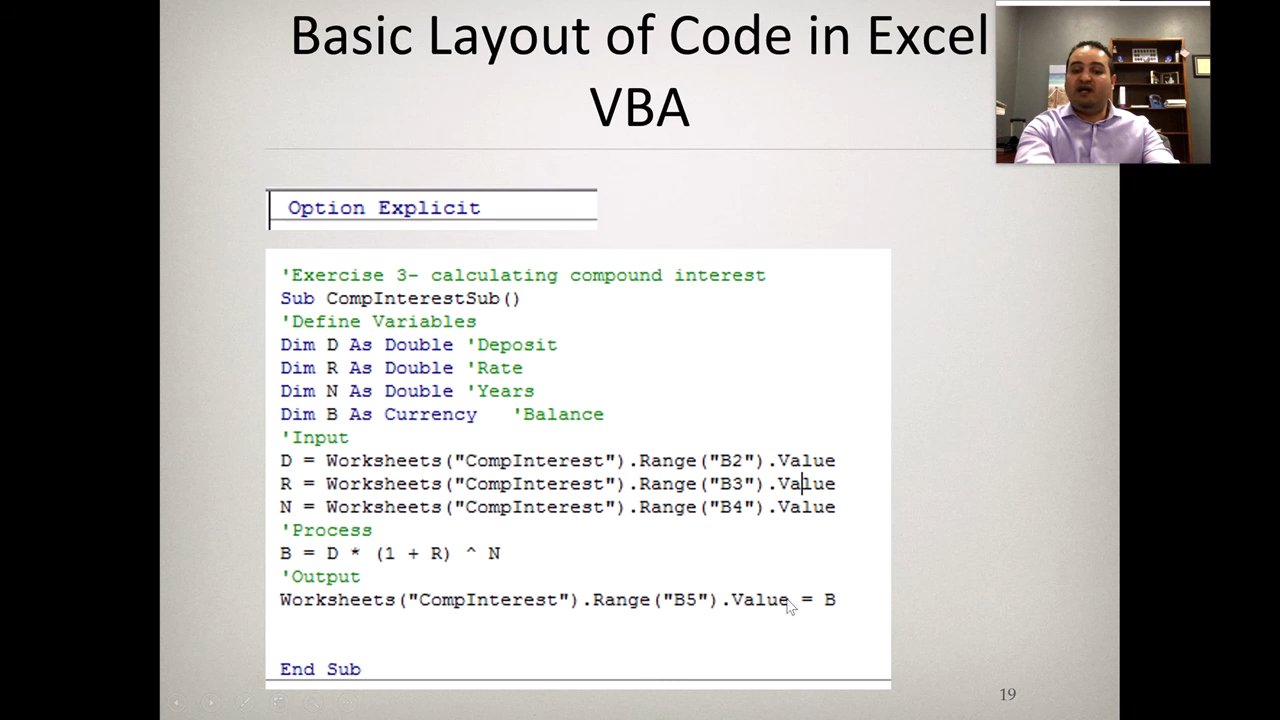 Basic Layout of Code in Excel
VBA
Option Explicit
'Exercise 3- calculating compound interest
Sub CompInterestSub()
'Define Variables
Dim D As Double 'Deposit
Dim R As Double 'Rate
Dim N As Double 'Years
Dim B As Currency   'Balance
'Input
D = Worksheets("CompInterest").Range("B2").Value
R = Worksheets("CompInterest").Range("B3").Value
N = Worksheets("CompInterest").Range("B4").Value
'Process
B = D * (1 + R) ^ N
'Output
Worksheets("CompInterest").Range("B5").Value = B
End Sub
19